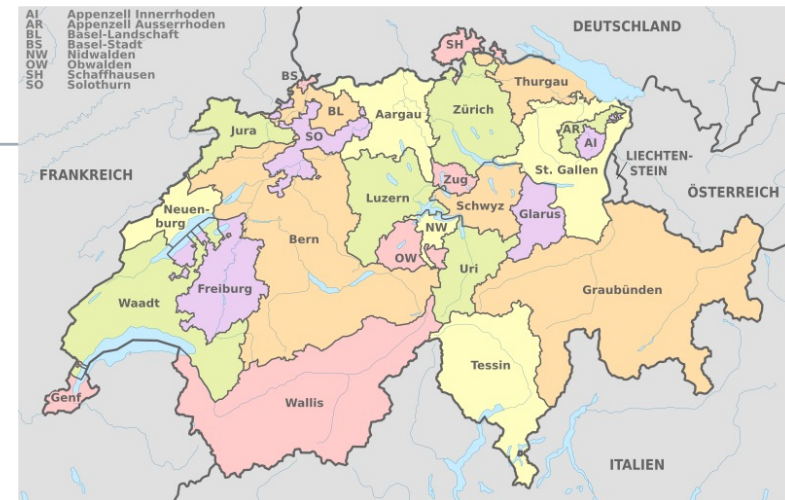 AI Appenzell Innerrhoden
AR Appenzell Ausserrhoden
BL Basel-Landschaft
BS Basel-Stadt
NW Nidwalden
OW Obwalden
SH Schaffhausen
SO Solothurn
DEUTSCHLAND
SH
BS
Thurgau
BL
Aargau
Zürich
Jura
SO
AR
AI
FRANKREICH
St. Gallen
LIECHTEN-
STEIN
Zug
ÖSTERREICH
Luzern
Schwyz
Neuen-
burg
Glarus
NW
Bern
OW
Uri
Freiburg
Graubünden
Waadt
Tessin
Genf
Wallis
ITALIEN